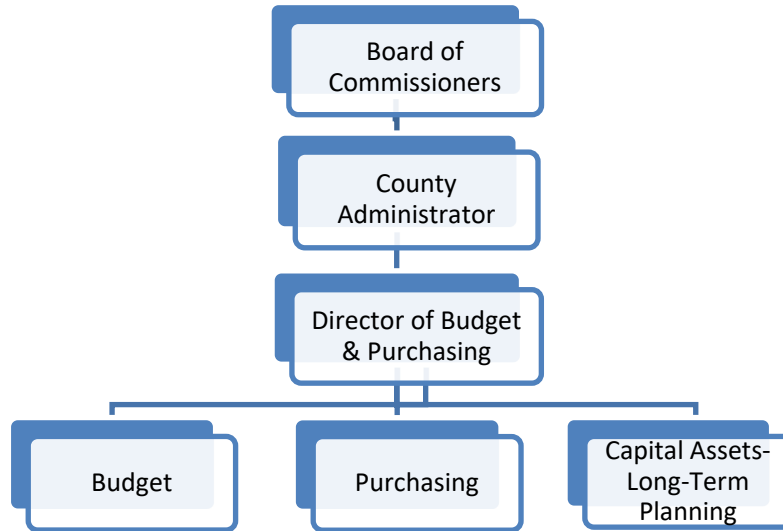 Board of
Commissioners
County
Administrator
Director of Budget
& Purchasing
Budget
Purchasing
Capital Assets-
Long-Term
Planning